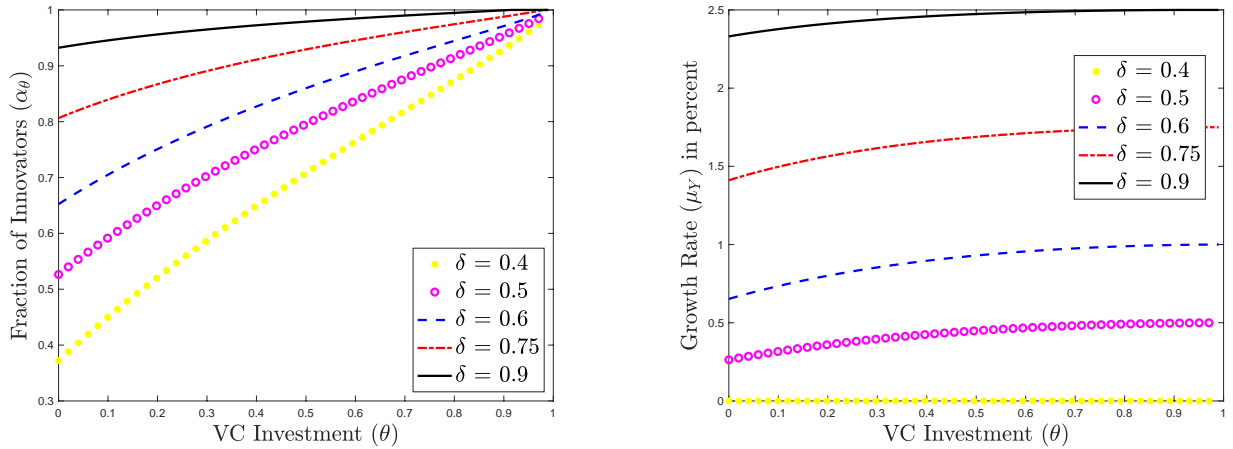 Fraction of Innovators (α_θ)
1
0.9
0.8
0.7
0.6
0.5
0.4
0.3
0 0.1 0.2 0.3 0.4 0.5 0.6 0.7 0.8 0.9 1
VC Investment (θ)
δ = 0.4
δ = 0.5
δ = 0.6
δ = 0.75
δ = 0.9
Growth Rate (μ_Y) in percent
2.5
2
1.5
1
0.5
0
0 0.1 0.2 0.3 0.4 0.5 0.6 0.7 0.8 0.9 1
VC Investment (θ)
δ = 0.4
δ = 0.5
δ = 0.6
δ = 0.75
δ = 0.9